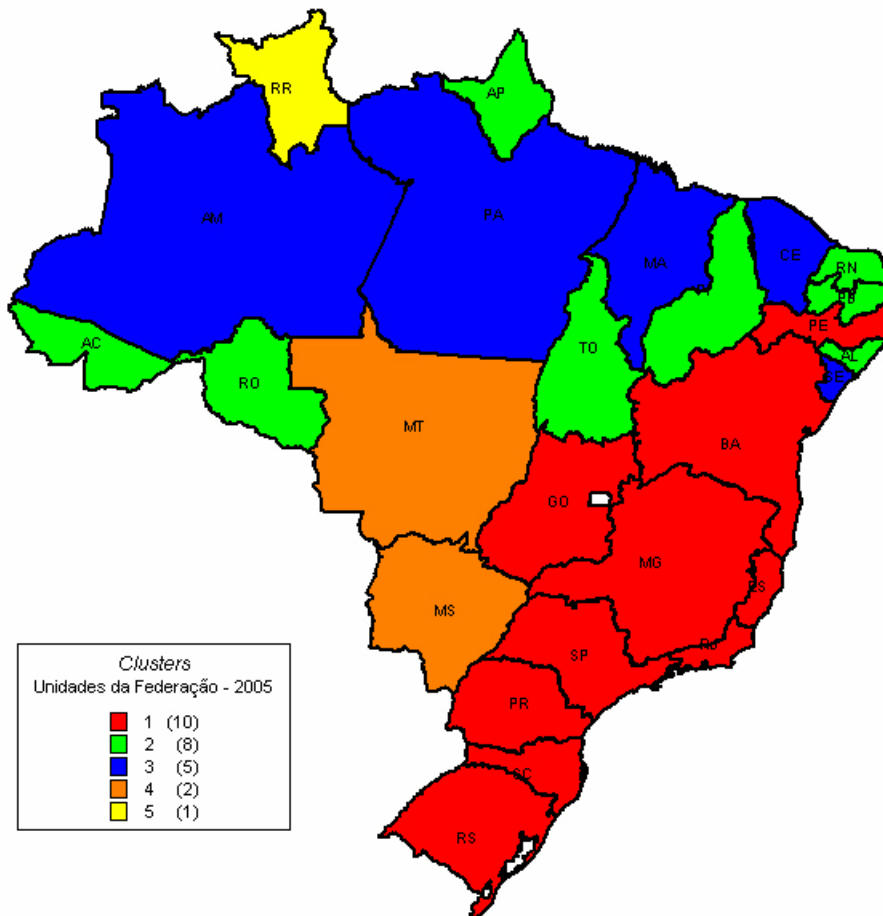 RR
AP
AM
PA
MA
CE
RN
PB
PE
AL
SE
AC
RO
TO
MT
BA
GO
MG
ES
MS
SP
RJ
PR
SC
RS
Clusters
Unidades da Federação - 2005
1 (10)
2 (8)
3 (5)
4 (2)
5 (1)